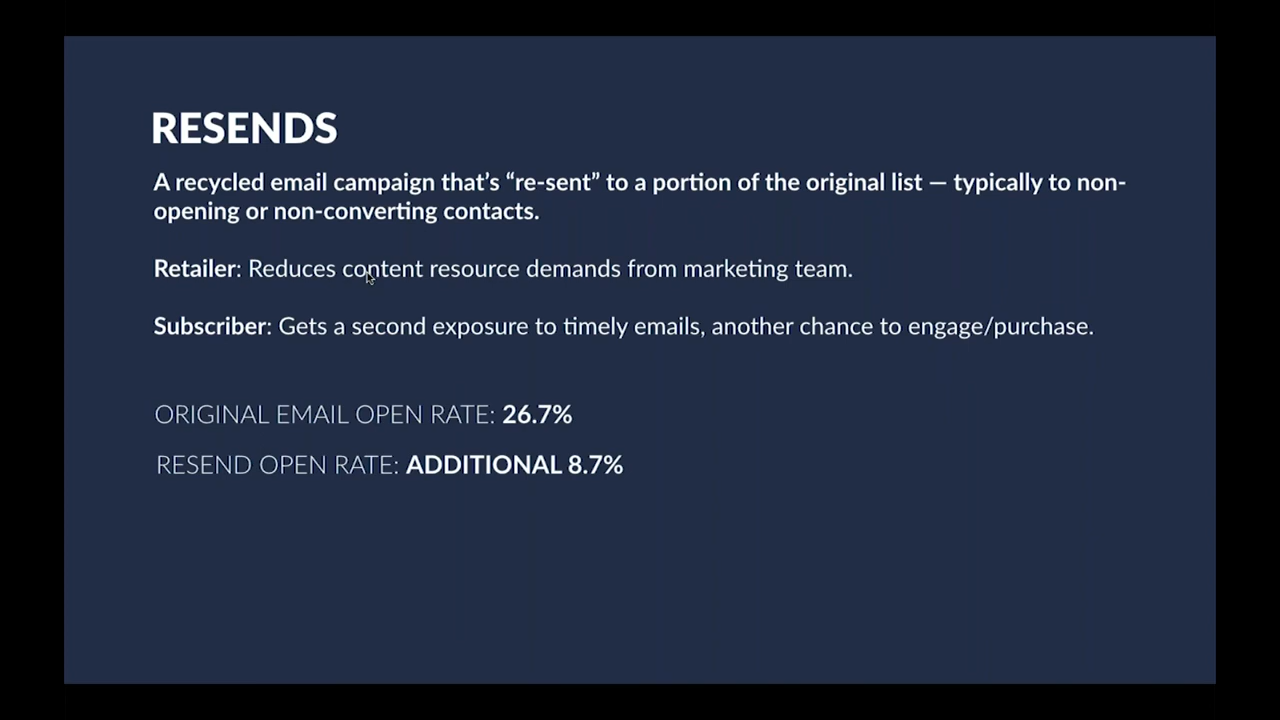 RESENDS
A recycled email campaign that’s “re-sent” to a portion of the original list — typically to non-
opening or non-converting contacts.
Retailer: Reduces content resource demands from marketing team.
Subscriber: Gets a second exposure to timely emails, another chance to engage/purchase.
ORIGINAL EMAIL OPEN RATE: 26.7%
RESEND OPEN RATE: ADDITIONAL 8.7%